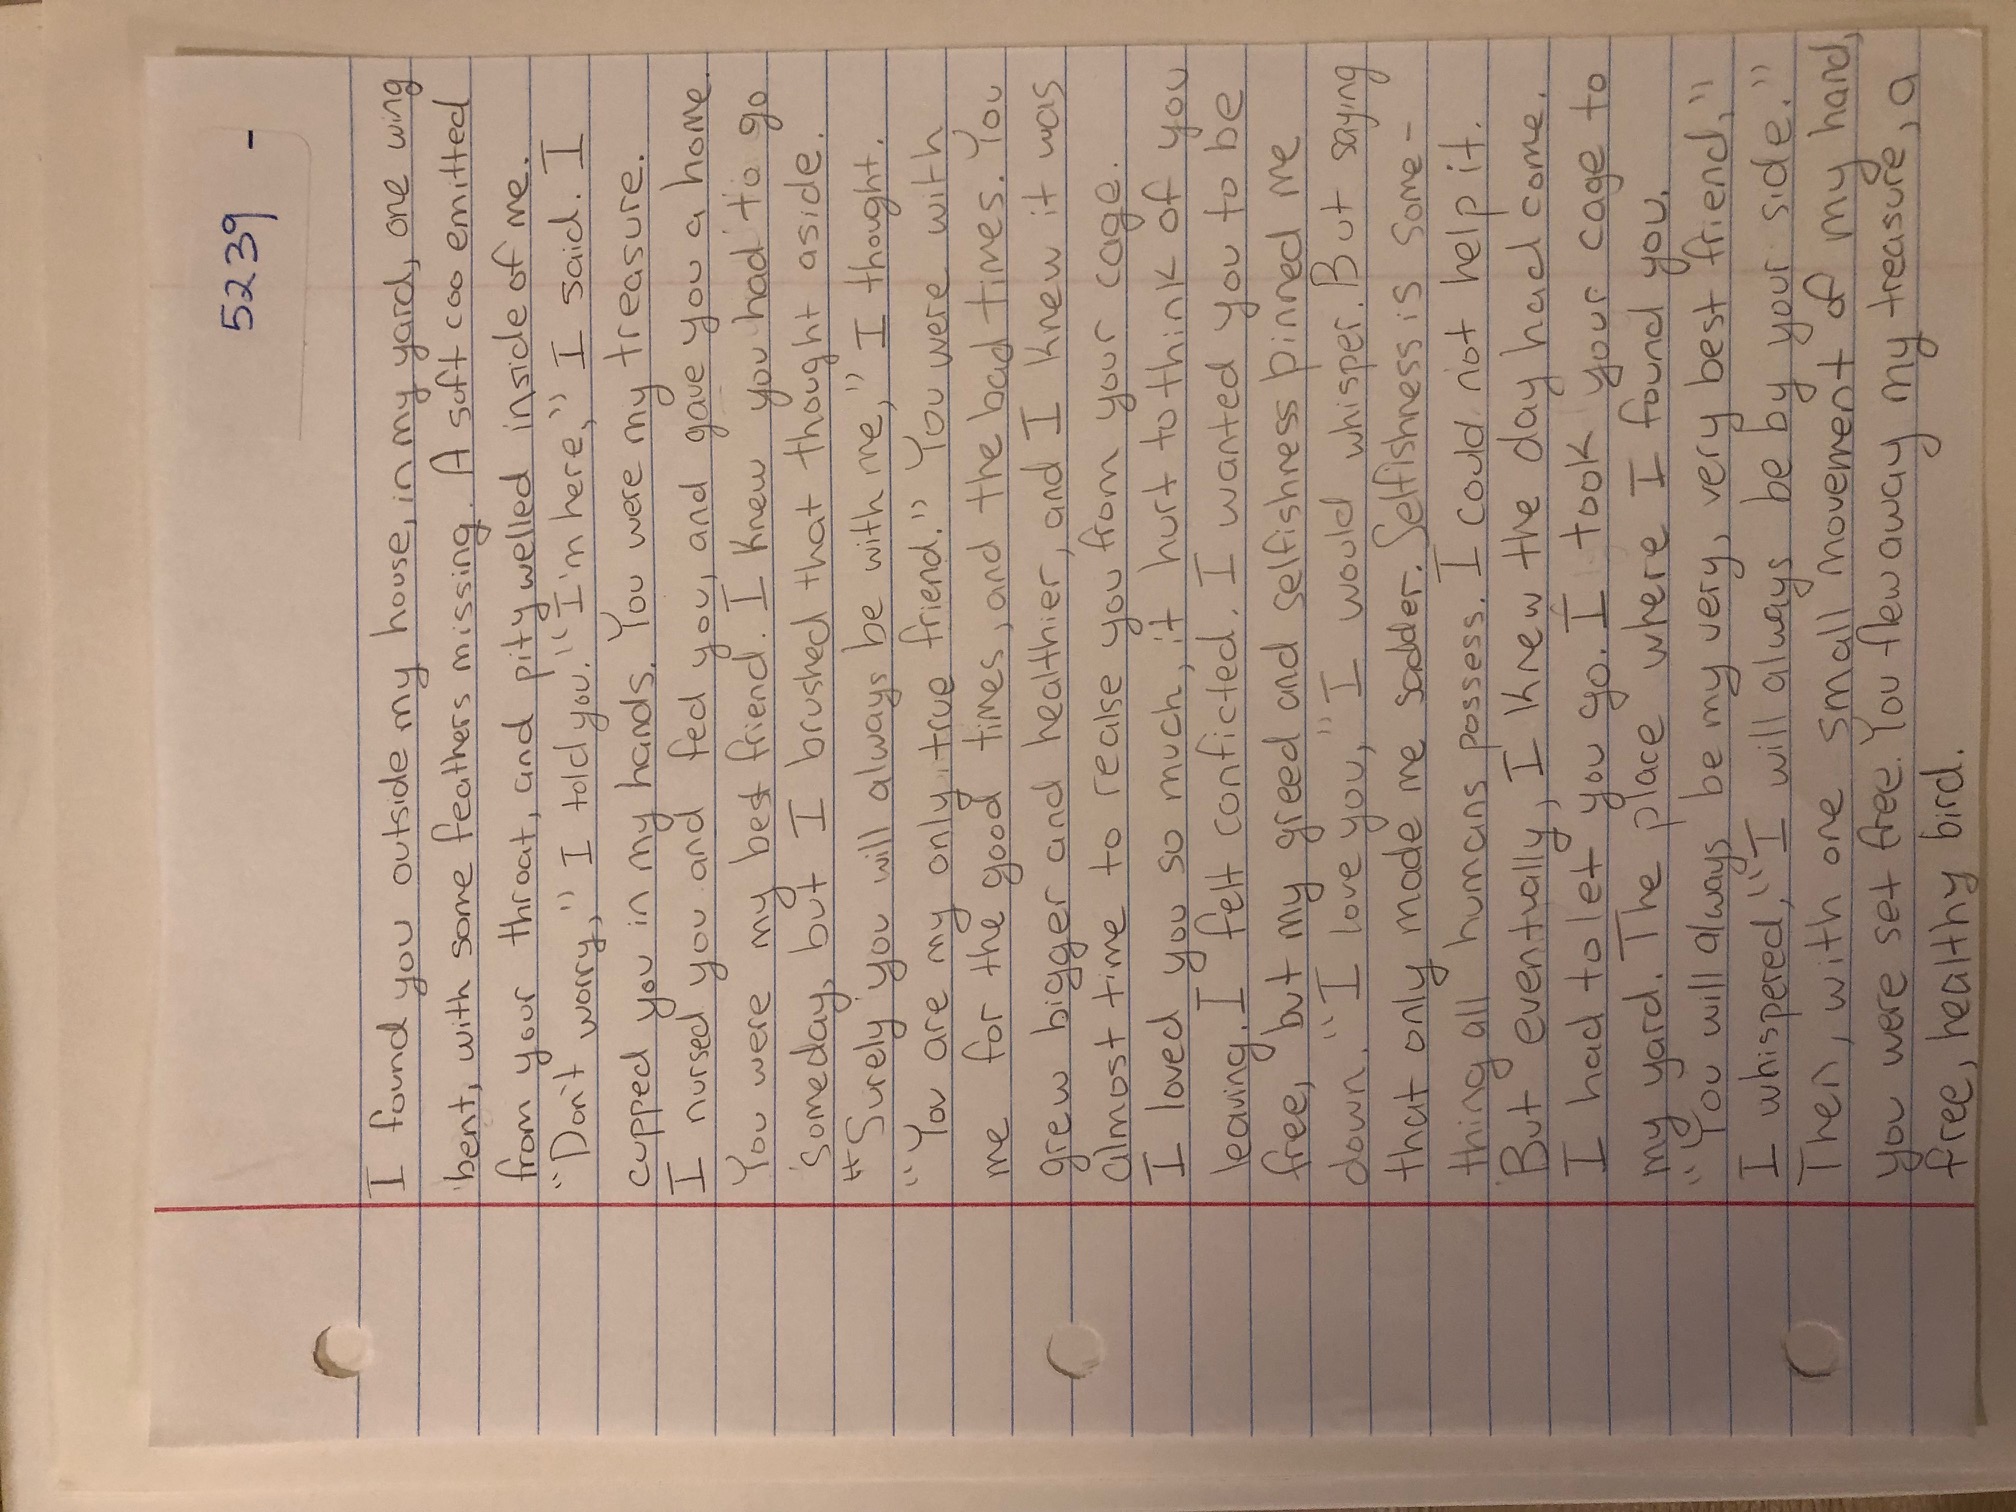 5239 -
I found you outside my house, in my yard, one wing
bent, with some feathers missing. A soft coo emitted
from your throat, and pity welled inside of me.
"Don't worry," I told you. "I'm here," I said. I
cupped you in my hands. You were my treasure.
I nursed you and fed you, and gave you a home.
You were my best friend. I knew you had to go
someday, but I brushed that thought aside.
"Surely you will always be with me," I thought.
"You are my only true friend." You were with
me for the good times, and the bad times. You
grew bigger and healthier, and I knew it was
almost time to realse you from your cage.
I loved you so much, it hurt to think of you
leaving. I felt conficted. I wanted you to be
free, but my greed and selfishness pinned me
down. "I love you," I would whisper. But saying
that only made me sadder. Selfishness is some-
thing all humans possess. I could not help it.
But eventually, I knew the day had come.
I had to let you go. I took your cage to
my yard. The place where I found you.
"You will always be my very, very best friend,"
I whispered, "I will always be by your side."
Then, with one small movement of my hand,
you were set free. You flew away my treasure, a
free, healthy bird.